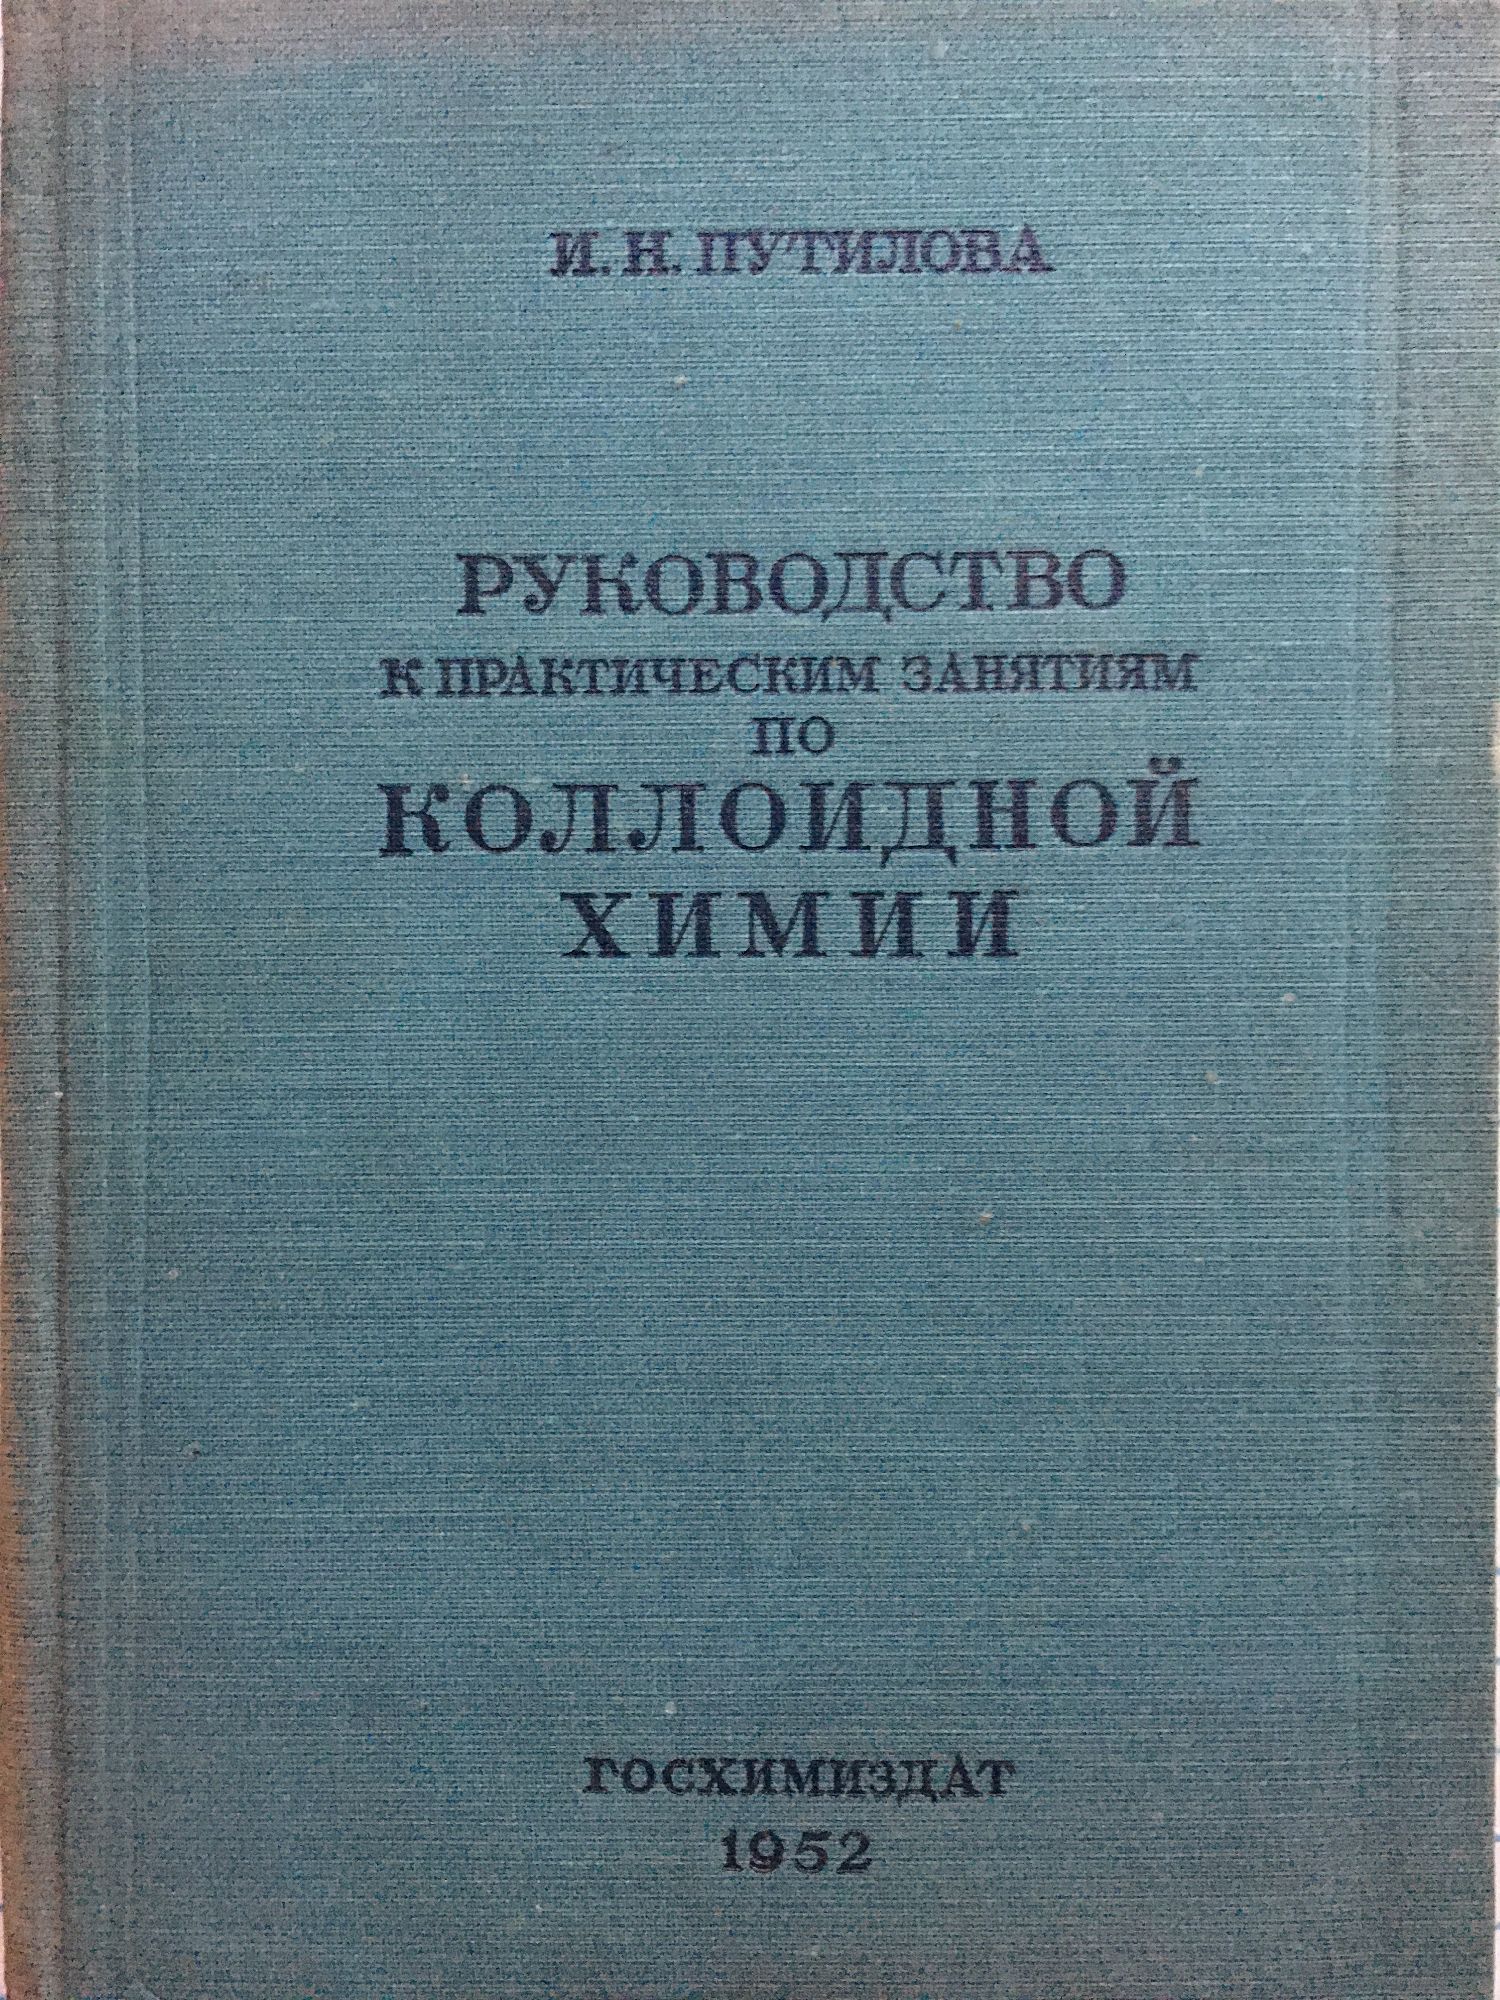 И. Н. ПУТИЛОВА
РУКОВОДСТВО
К ПРАКТИЧЕСКИМ ЗАНЯТИЯМ
ПО
КОЛЛОИДНОЙ
ХИМИИ
ГОСХИМИЗДАТ
1952